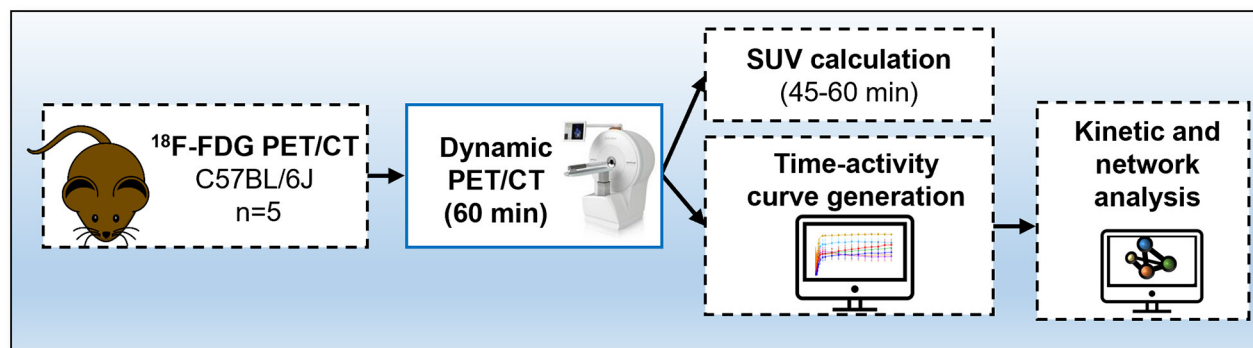 ¹⁸F-FDG PET/CT
C57BL/6J
n=5
Dynamic
PET/CT
(60 min)
SUV calculation
(45-60 min)
Time-activity
curve generation
Kinetic and
network
analysis